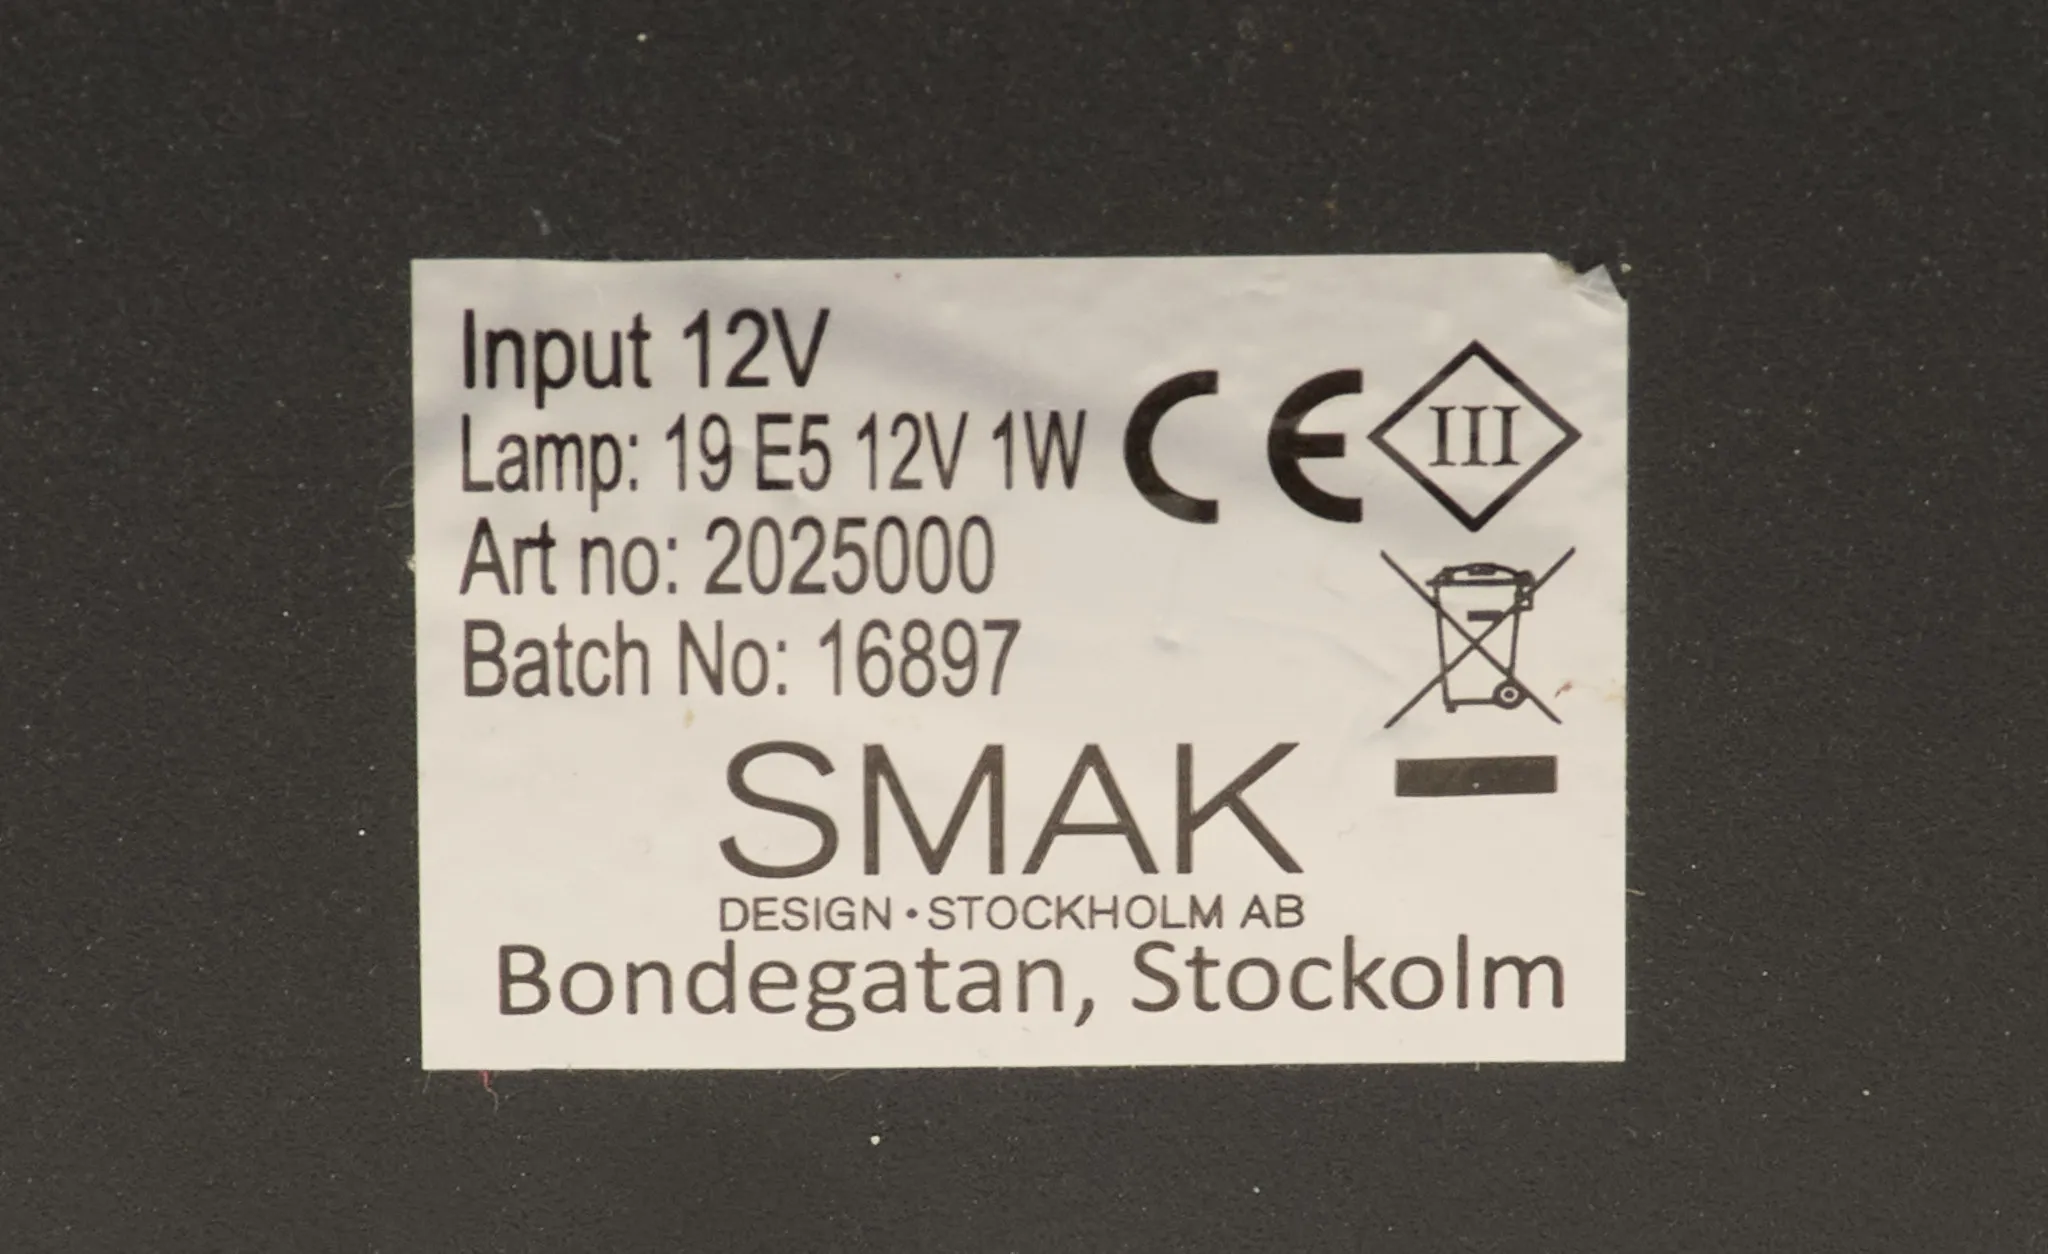 Input 12V
Lamp: 19 E5 12V 1W
Art no: 2025000
Batch No: 16897
CE
III
SMAK
DESIGN · STOCKHOLM AB
Bondegatan, Stockolm